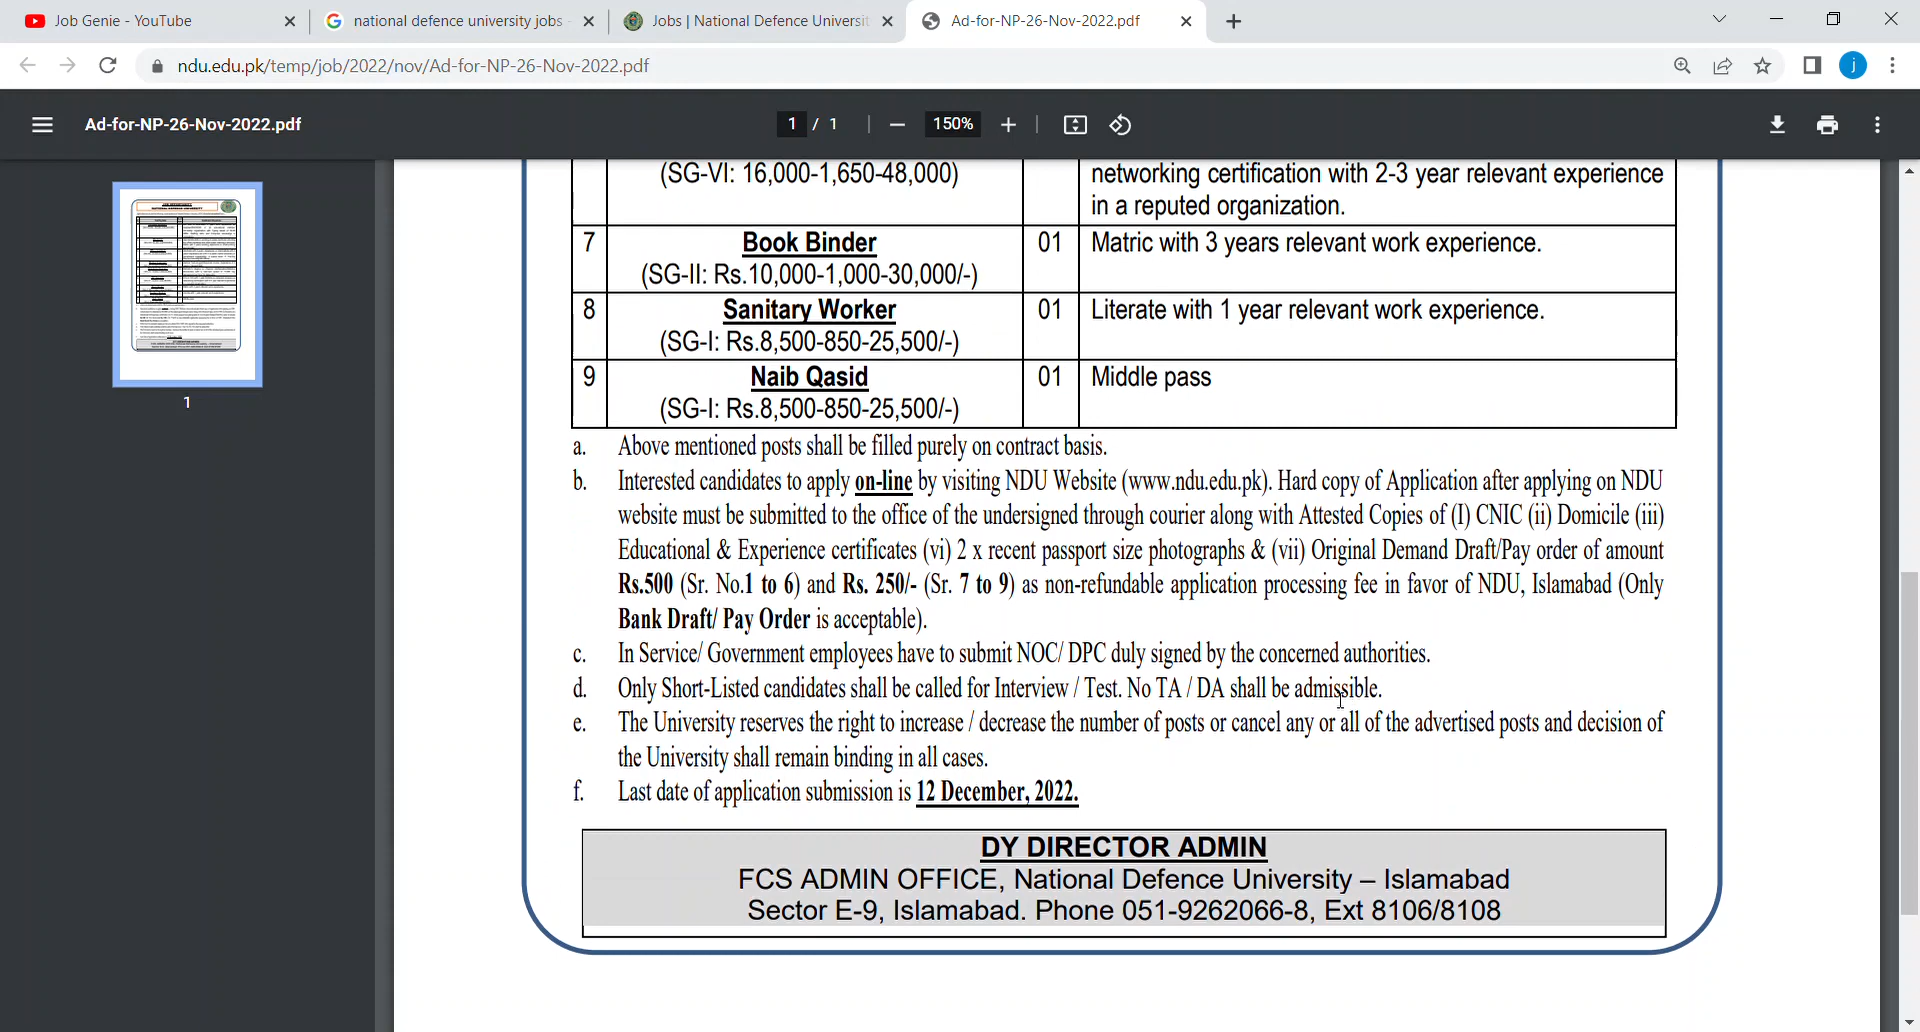 Job Genie - YouTube
national defence university jobs -
Jobs | National Defence Universit
Ad-for-NP-26-Nov-2022.pdf
ndu.edu.pk/temp/job/2022/nov/Ad-for-NP-26-Nov-2022.pdf
j
Ad-for-NP-26-Nov-2022.pdf
1 / 1
150%
1
(SG-VI: 16,000-1,650-48,000)
networking certification with 2-3 year relevant experience
in a reputed organization.
7 Book Binder 01 Matric with 3 years relevant work experience.
(SG-II: Rs.10,000-1,000-30,000/-)
8 Sanitary Worker 01 Literate with 1 year relevant work experience.
(SG-I: Rs.8,500-850-25,500/-)
9 Naib Qasid 01 Middle pass
(SG-I: Rs.8,500-850-25,500/-)
a. Above mentioned posts shall be filled purely on contract basis.
b. Interested candidates to apply on-line by visiting NDU Website (www.ndu.edu.pk). Hard copy of Application after applying on NDU
website must be submitted to the office of the undersigned through courier along with Attested Copies of (I) CNIC (ii) Domicile (iii)
Educational & Experience certificates (vi) 2 x recent passport size photographs & (vii) Original Demand Draft/Pay order of amount
Rs.500 (Sr. No.1 to 6) and Rs. 250/- (Sr. 7 to 9) as non-refundable application processing fee in favor of NDU, Islamabad (Only
Bank Draft/ Pay Order is acceptable).
c. In Service/ Government employees have to submit NOC/ DPC duly signed by the concerned authorities.
d. Only Short-Listed candidates shall be called for Interview / Test. No TA / DA shall be admissible.
e. The University reserves the right to increase / decrease the number of posts or cancel any or all of the advertised posts and decision of
the University shall remain binding in all cases.
f. Last date of application submission is 12 December, 2022.
DY DIRECTOR ADMIN
FCS ADMIN OFFICE, National Defence University – Islamabad
Sector E-9, Islamabad. Phone 051-9262066-8, Ext 8106/8108